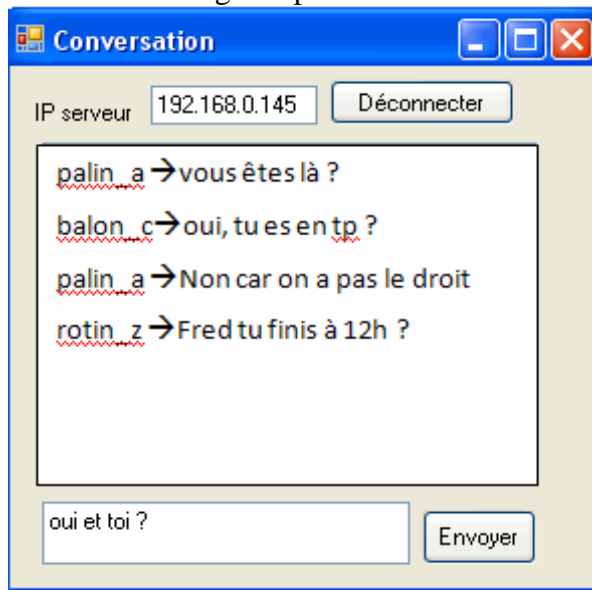 Conversation
IP serveur 192.168.0.145 Déconnecter
palin_a →vous êtes là ?
balon_c→oui, tu es en tp ?
palin_a →Non car on a pas le droit
rotin_z →Fred tu finis à 12h ?
oui et toi ?
Envoyer